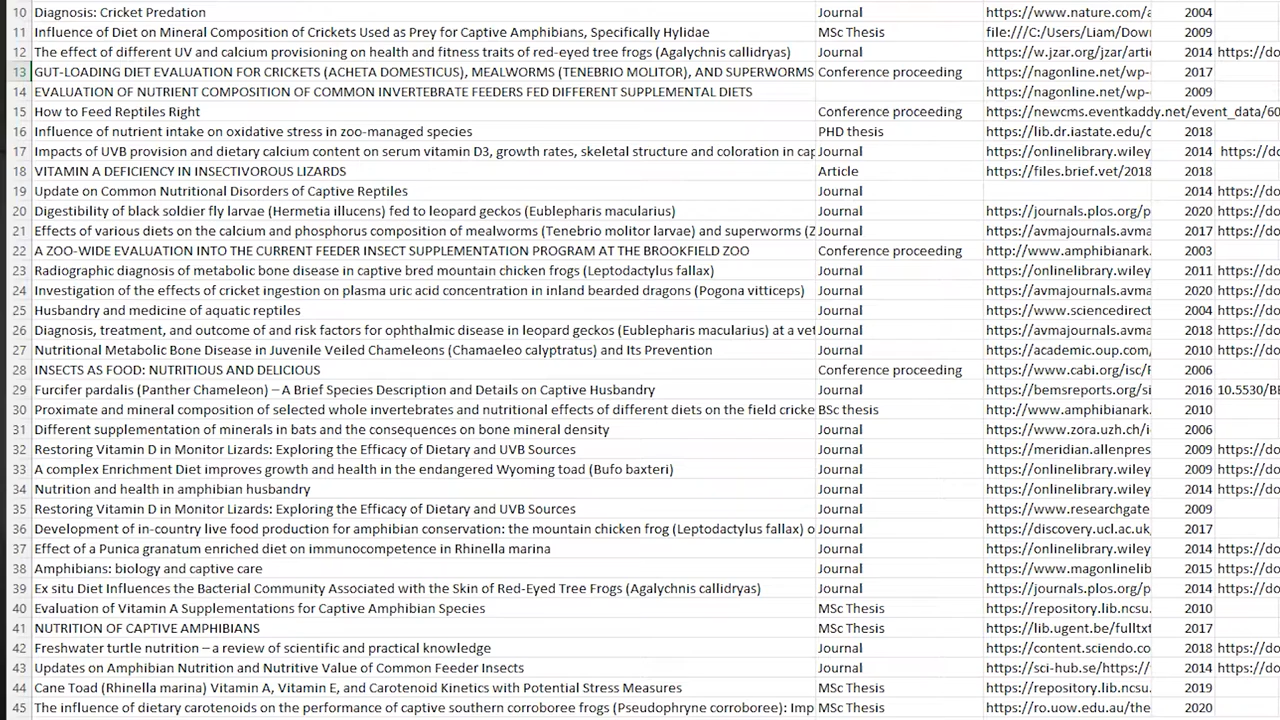 10 Diagnosis: Cricket Predation Journal https://www.nature.com/a 2004
11 Influence of Diet on Mineral Composition of Crickets Used as Prey for Captive Amphibians, Specifically Hylidae MSc Thesis file:///C:/Users/Liam/Dow 2009
12 The effect of different UV and calcium provisioning on health and fitness traits of red-eyed tree frogs (Agalychnis callidryas) Journal https://w.jzar.org/jzar/arti 2014 https://do
13 GUT-LOADING DIET EVALUATION FOR CRICKETS (ACHETA DOMESTICUS), MEALWORMS (TENEBRIO MOLITOR), AND SUPERWORMS Conference proceeding https://nagonline.net/wp- 2017
14 EVALUATION OF NUTRIENT COMPOSITION OF COMMON INVERTEBRATE FEEDERS FED DIFFERENT SUPPLEMENTAL DIETS https://nagonline.net/wp- 2009
15 How to Feed Reptiles Right Conference proceeding https://newcms.eventkaddy.net/event_data/60
16 Influence of nutrient intake on oxidative stress in zoo-managed species PHD thesis https://lib.dr.iastate.edu/c 2018
17 Impacts of UVB provision and dietary calcium content on serum vitamin D3, growth rates, skeletal structure and coloration in cap Journal https://onlinelibrary.wiley 2014 https://do
18 VITAMIN A DEFICIENCY IN INSECTIVOROUS LIZARDS Article https://files.brief.vet/2018 2018
19 Update on Common Nutritional Disorders of Captive Reptiles Journal 2014 https://do
20 Digestibility of black soldier fly larvae (Hermetia illucens) fed to leopard geckos (Eublepharis macularius) Journal https://journals.plos.org/p 2020 https://do
21 Effects of various diets on the calcium and phosphorus composition of mealworms (Tenebrio molitor larvae) and superworms (Z Journal https://avmajournals.avma 2017 https://do
22 A ZOO-WIDE EVALUATION INTO THE CURRENT FEEDER INSECT SUPPLEMENTATION PROGRAM AT THE BROOKFIELD ZOO Conference proceeding http://www.amphibianark. 2003
23 Radiographic diagnosis of metabolic bone disease in captive bred mountain chicken frogs (Leptodactylus fallax) Journal https://onlinelibrary.wiley 2011 https://do
24 Investigation of the effects of cricket ingestion on plasma uric acid concentration in inland bearded dragons (Pogona vitticeps) Journal https://avmajournals.avma 2020 https://do
25 Husbandry and medicine of aquatic reptiles Journal https://www.sciencedirect 2004 https://do
26 Diagnosis, treatment, and outcome of and risk factors for ophthalmic disease in leopard geckos (Eublepharis macularius) at a vet Journal https://avmajournals.avma 2018 https://do
27 Nutritional Metabolic Bone Disease in Juvenile Veiled Chameleons (Chamaeleo calyptratus) and Its Prevention Journal https://academic.oup.com/ 2010 https://do
28 INSECTS AS FOOD: NUTRITIOUS AND DELICIOUS Conference proceeding https://www.cabi.org/isc/F 2006
29 Furcifer pardalis (Panther Chameleon) – A Brief Species Description and Details on Captive Husbandry Journal https://bemsreports.org/si 2016 10.5530/BI
30 Proximate and mineral composition of selected whole invertebrates and nutritional effects of different diets on the field cricke BSc thesis http://www.amphibianark. 2010
31 Different supplementation of minerals in bats and the consequences on bone mineral density http://www.zora.uzh.ch/i 2006
32 Restoring Vitamin D in Monitor Lizards: Exploring the Efficacy of Dietary and UVB Sources Journal https://meridian.allenpres 2009 https://do
33 A complex Enrichment Diet improves growth and health in the endangered Wyoming toad (Bufo baxteri) Journal https://onlinelibrary.wiley 2009 https://do
34 Nutrition and health in amphibian husbandry Journal https://onlinelibrary.wiley 2014 https://do
35 Restoring Vitamin D in Monitor Lizards: Exploring the Efficacy of Dietary and UVB Sources Journal https://www.researchgate 2009
36 Development of in-country live food production for amphibian conservation: the mountain chicken frog (Leptodactylus fallax) o Journal https://discovery.ucl.ac.uk 2017
37 Effect of a Punica granatum enriched diet on immunocompetence in Rhinella marina Journal https://onlinelibrary.wiley 2014 https://do
38 Amphibians: biology and captive care Journal https://www.magonlinelib 2015 https://do
39 Ex situ Diet Influences the Bacterial Community Associated with the Skin of Red-Eyed Tree Frogs (Agalychnis callidryas) Journal https://journals.plos.org/p 2014 https://do
40 Evaluation of Vitamin A Supplementations for Captive Amphibian Species MSc Thesis https://repository.lib.ncsu. 2010
41 NUTRITION OF CAPTIVE AMPHIBIANS MSc Thesis https://lib.ugent.be/fulltxt 2017
42 Freshwater turtle nutrition – a review of scientific and practical knowledge Journal https://content.sciendo.co 2018 https://do
43 Updates on Amphibian Nutrition and Nutritive Value of Common Feeder Insects Journal https://sci-hub.se/https:// 2014 https://do
44 Cane Toad (Rhinella marina) Vitamin A, Vitamin E, and Carotenoid Kinetics with Potential Stress Measures MSc Thesis https://repository.lib.ncsu. 2019
45 The influence of dietary carotenoids on the performance of captive southern corroboree frogs (Pseudophryne corroboree): Imp MSc Thesis https://ro.uow.edu.au/the 2020